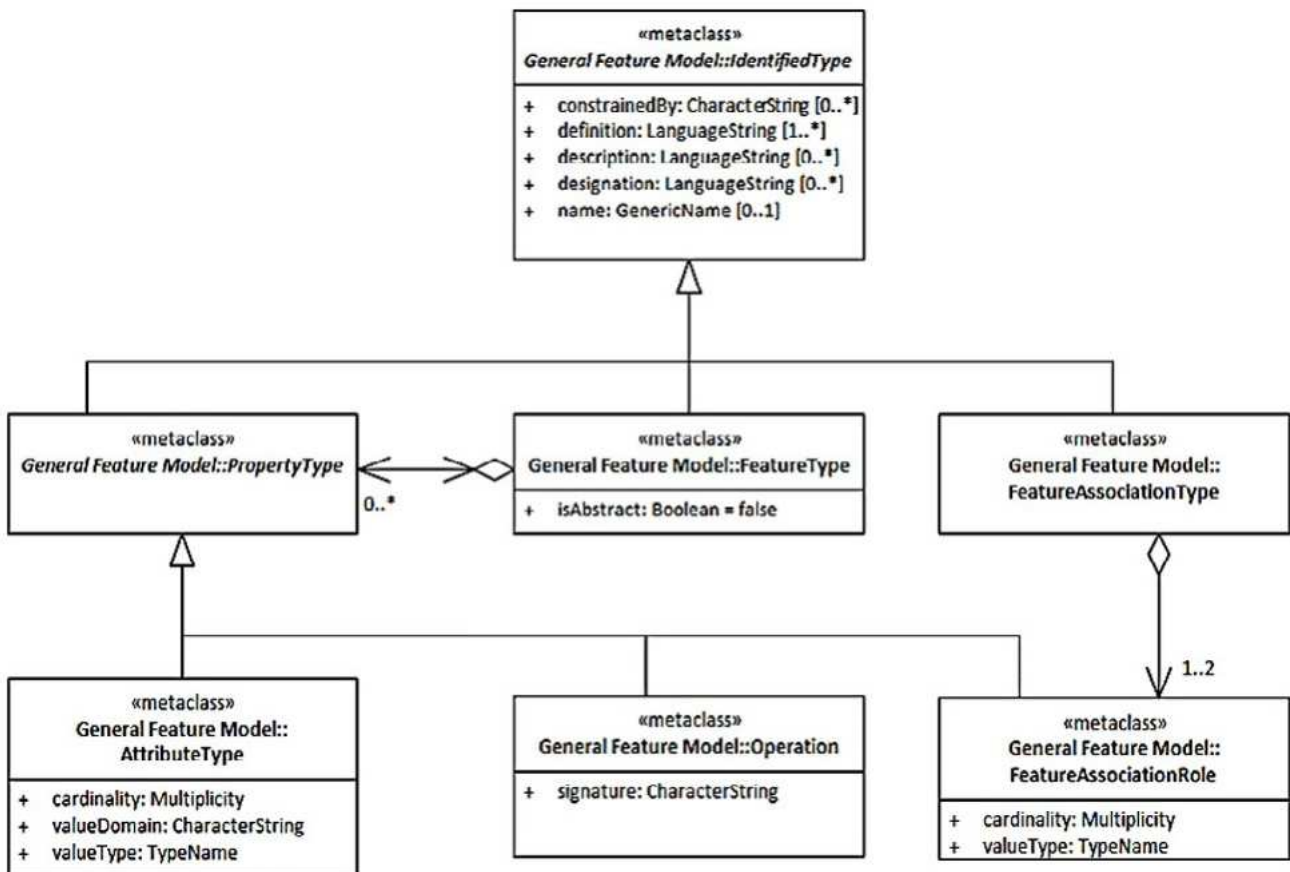 «metaclass»
General Feature Model::IdentifiedType
+ constrainedBy: CharacterString [0..*]
+ definition: LanguageString [1..*]
+ description: LanguageString [0..*]
+ designation: LanguageString [0..*]
+ name: GenericName [0..1]
«metaclass»
General Feature Model::PropertyType
0..*
«metaclass»
General Feature Model::FeatureType
+ isAbstract: Boolean = false
«metaclass»
General Feature Model::
FeatureAssociationType
1..2
«metaclass»
General Feature Model::
AttributeType
+ cardinality: Multiplicity
+ valueDomain: CharacterString
+ valueType: TypeName
«metaclass»
General Feature Model::Operation
+ signature: CharacterString
«metaclass»
General Feature Model::
FeatureAssociationRole
+ cardinality: Multiplicity
+ valueType: TypeName